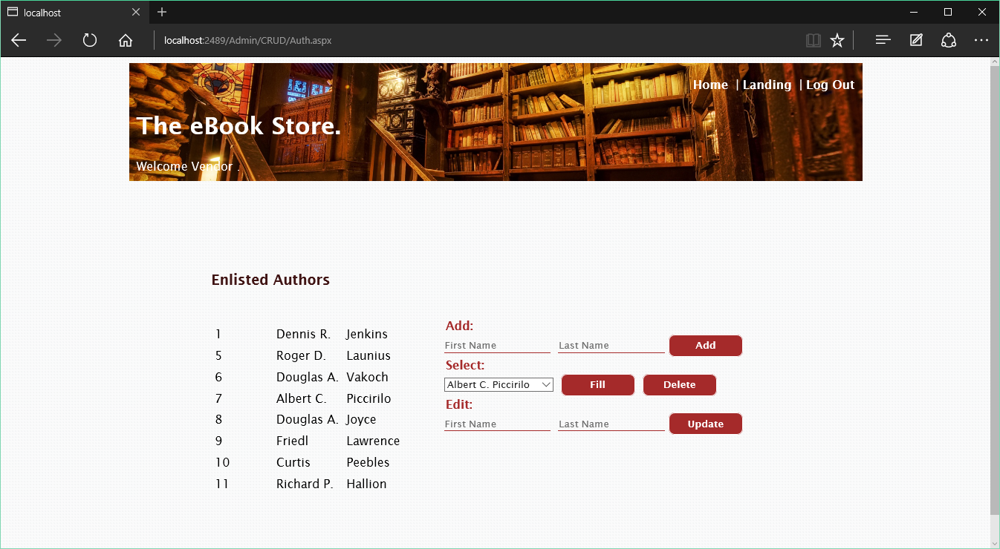 localhost
localhost:2489/Admin/CRUD/Auth.aspx
Home | Landing | Log Out
The eBook Store.
Welcome Vendor .
Enlisted Authors
1 Dennis R. Jenkins
5 Roger D. Launius
6 Douglas A. Vakoch
7 Albert C. Piccirilo
8 Douglas A. Joyce
9 Friedl Lawrence
10 Curtis Peebles
11 Richard P. Hallion
Add:
First Name Last Name Add
Select:
Albert C. Piccirilo Fill Delete
Edit:
First Name Last Name Update